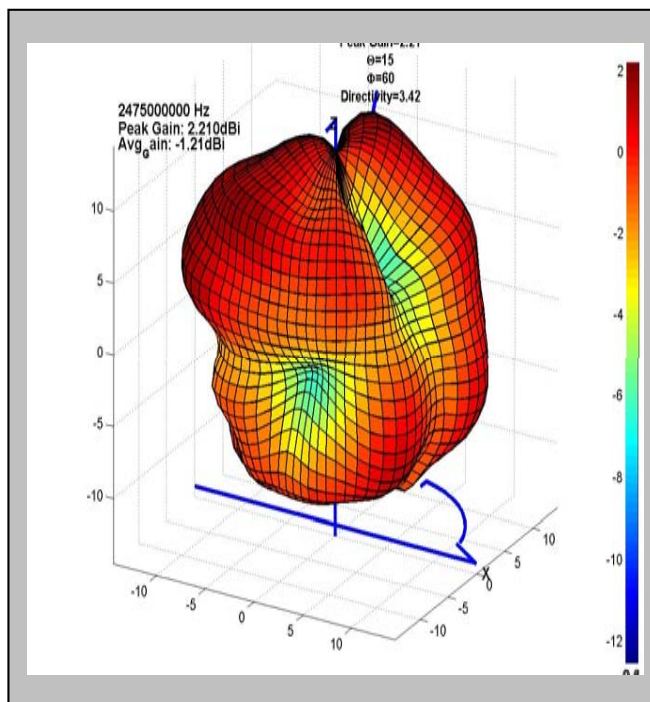 Peak Gain=2.21
Θ=15
Φ=60
Directivity=3.42
2475000000 Hz
Peak Gain: 2.210dBi
Avg_Gain: -1.21dBi
10
5
0
-5
-10
-10
-5
0
5
10
X
10
5
0
-5
-10
2
0
-2
-4
-6
-8
-10
-12